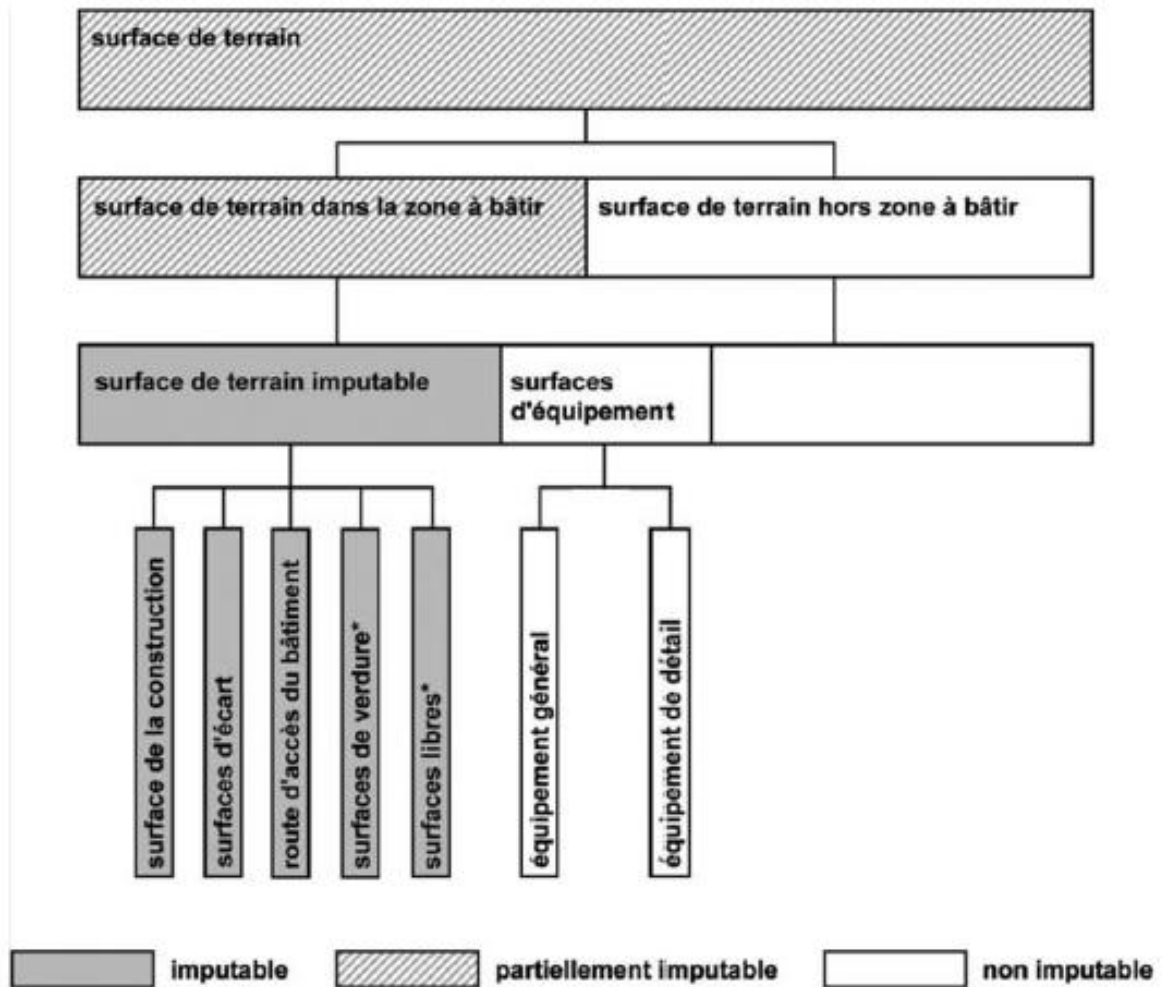 surface de terrain
surface de terrain dans la zone à bâtir
surface de terrain hors zone à bâtir
surface de terrain imputable
surfaces
d'équipement
surface de la construction
surfaces d'écart
route d'accès du bâtiment
surfaces de verdure*
surfaces libres*
équipement général
équipement de détail
imputable
partiellement imputable
non imputable